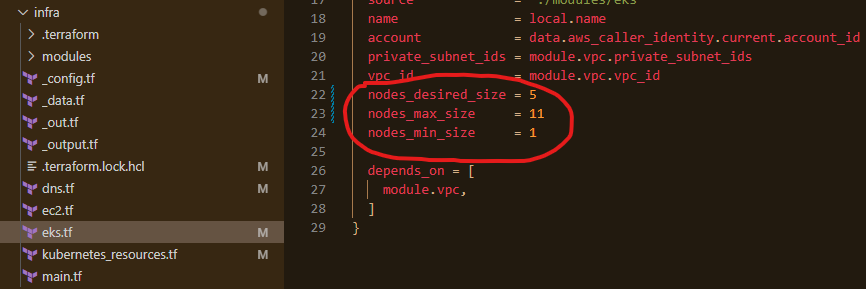 infra
.terraform
modules
_config.tf M
_data.tf
_out.tf
_output.tf
.terraform.lock.hcl
dns.tf M
ec2.tf
eks.tf M
kubernetes_resources.tf M
main.tf
17 source = "./modules/eks"
18 name = local.name
19 account = data.aws_caller_identity.current.account_id
20 private_subnet_ids = module.vpc.private_subnet_ids
21 vpc_id = module.vpc.vpc_id
22 nodes_desired_size = 5
23 nodes_max_size = 11
24 nodes_min_size = 1
25
26 depends_on = [
27 module.vpc,
28 ]
29 }